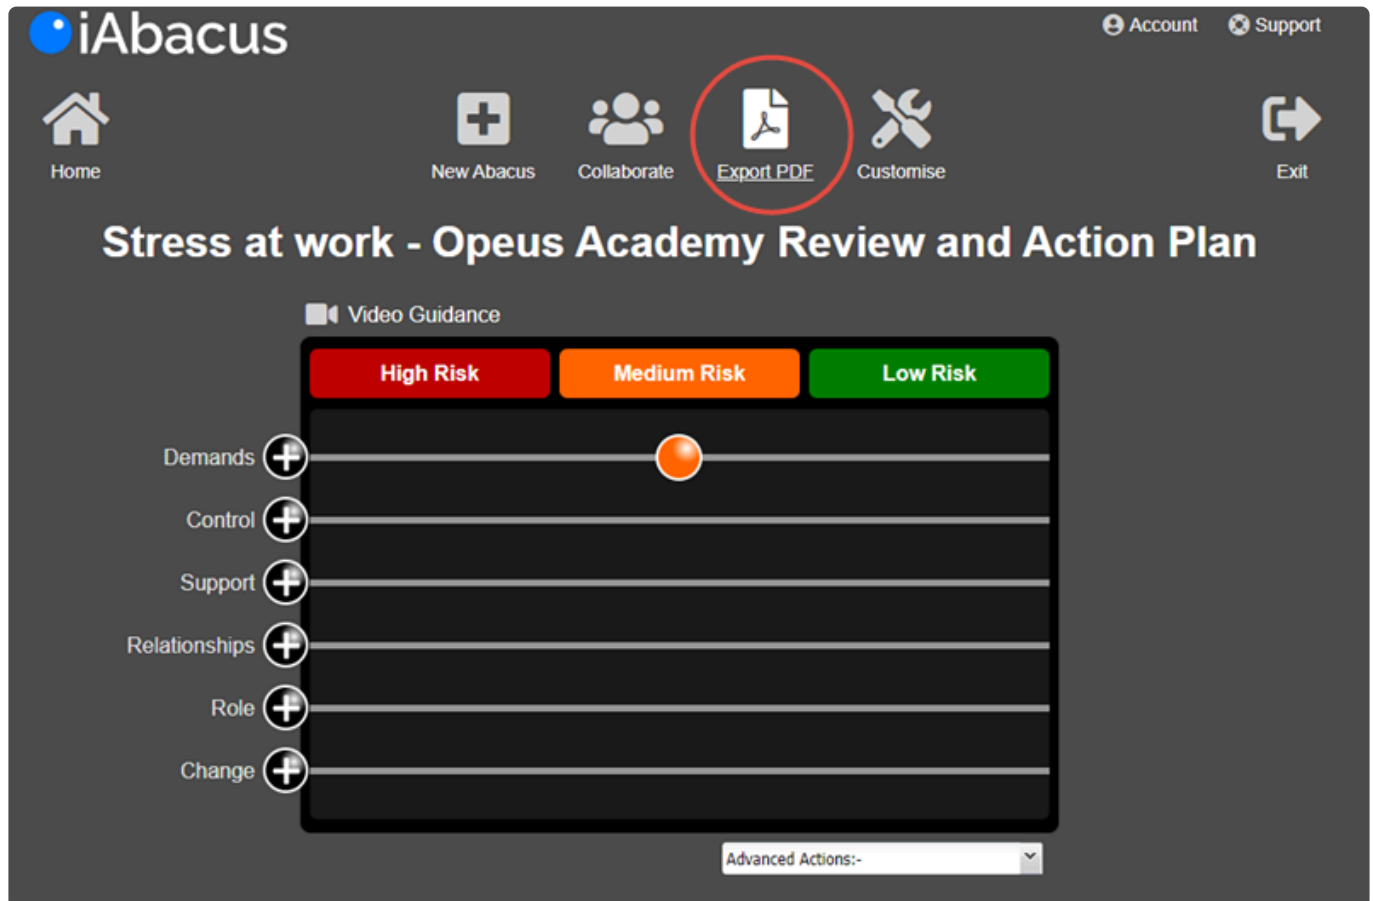 iAbacus
Account Support
Home
New Abacus
Collaborate
Export PDF
Customise
Exit
Stress at work - Opeus Academy Review and Action Plan
Video Guidance
High Risk Medium Risk Low Risk
Demands
Control
Support
Relationships
Role
Change
Advanced Actions:-